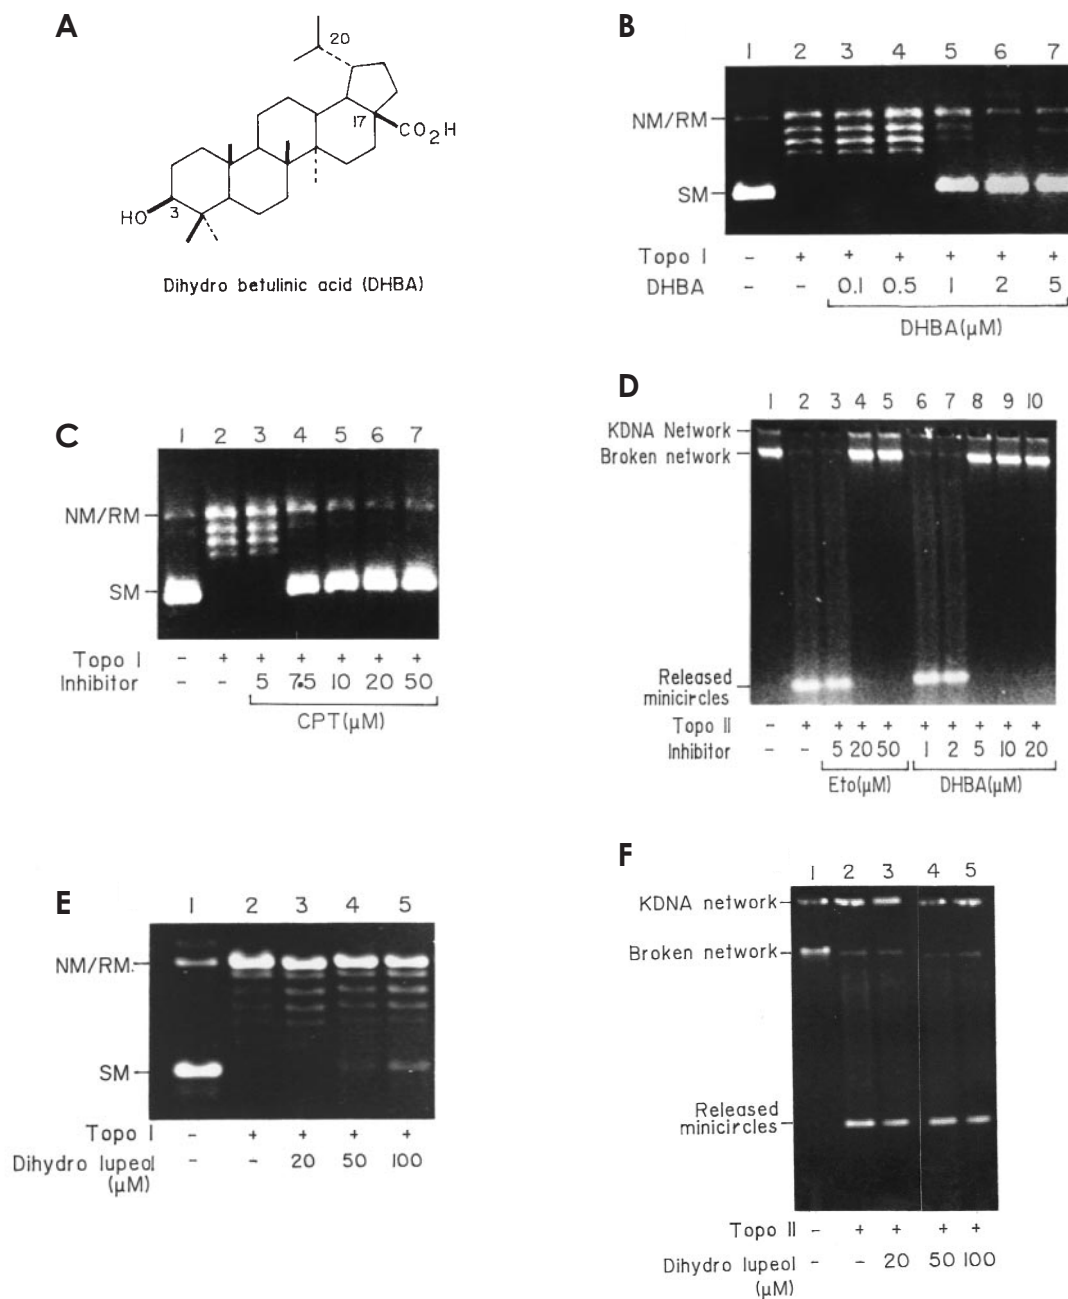 A
20
17
CO2H
HO
3
Dihydro betulinic acid (DHBA)
B
1 2 3 4 5 6 7
NM/RM
SM
Topo I - + + + + + +
DHBA - - 0.1 0.5 1 2 5
DHBA(μM)
C
1 2 3 4 5 6 7
NM/RM
SM
Topo I - + + + + + +
Inhibitor - - 5 7.5 10 20 50
CPT(μM)
D
1 2 3 4 5 6 7 8 9 10
KDNA Network
Broken network
Released
minicircles
Topo II - + + + + + + + + +
Inhibitor - - 5 20 50 1 2 5 10 20
Eto(μM) DHBA(μM)
E
1 2 3 4 5
NM/RM.
SM
Topo I - + + + +
Dihydro lupeol - - 20 50 100
(μM)
F
1 2 3 4 5
KDNA network
Broken network
Released
minicircles
Topo II - + + + +
Dihydro lupeol - - 20 50 100
(μM)